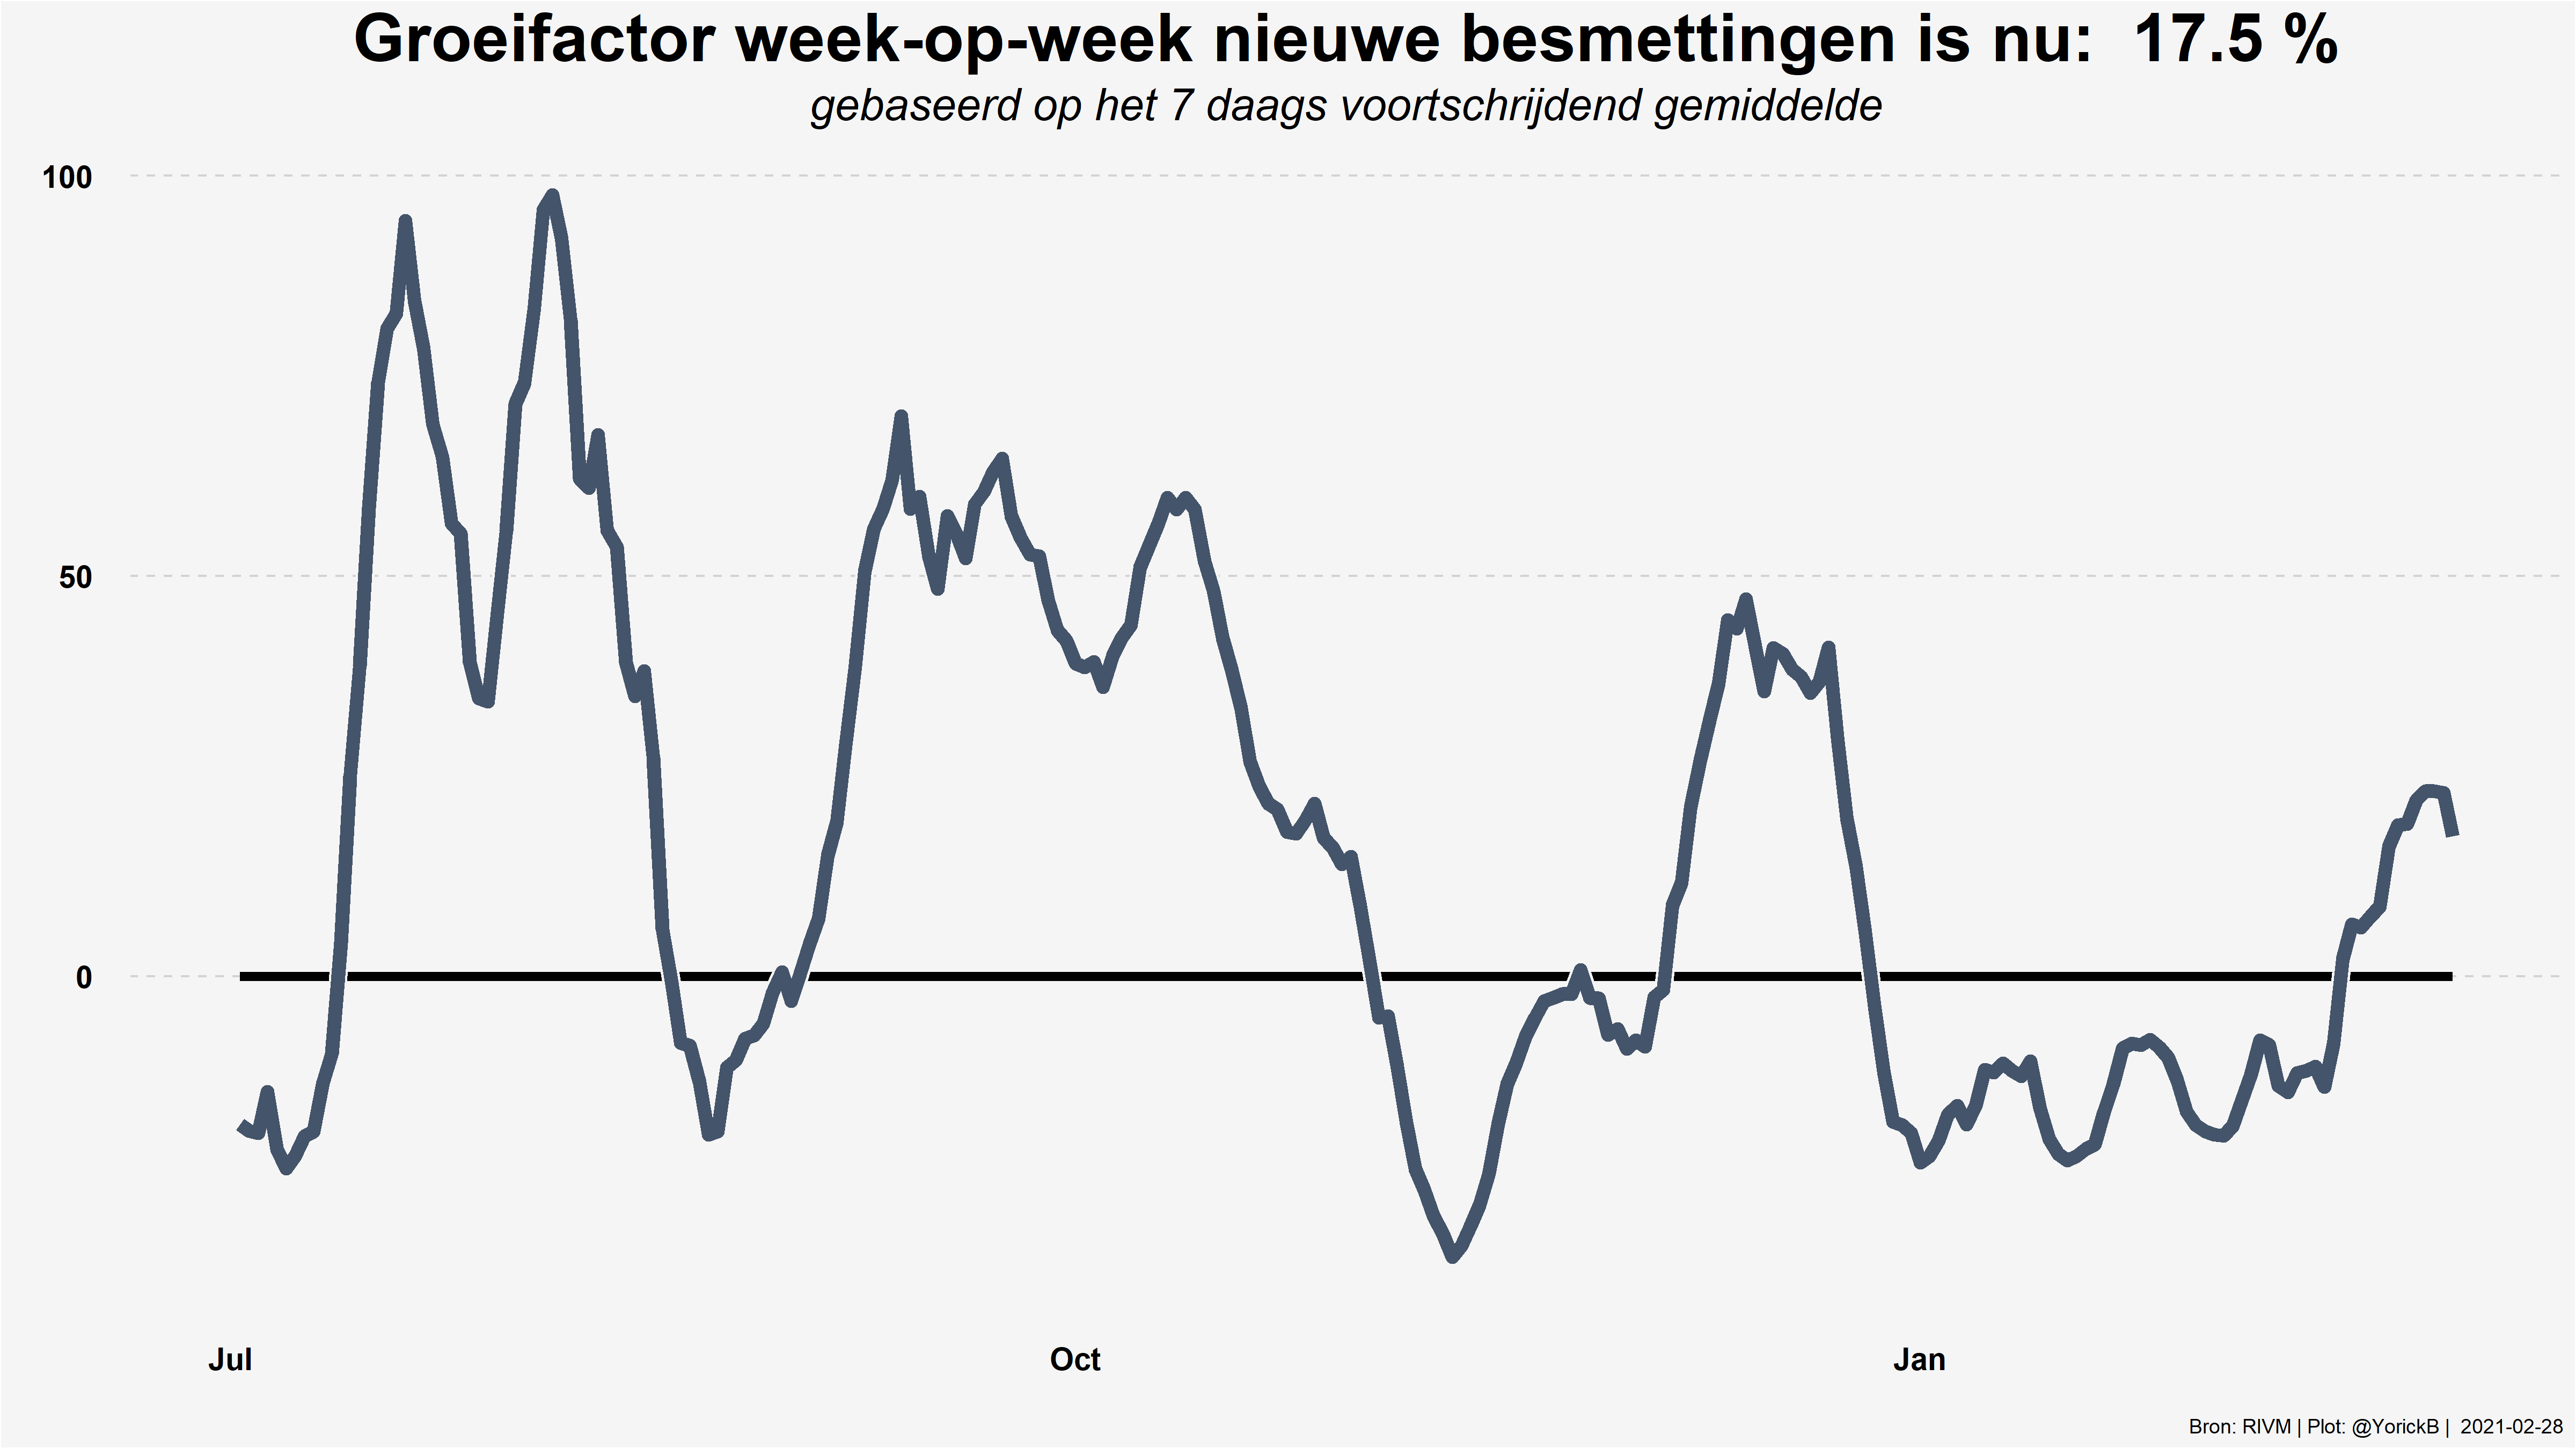 Groeifactor week-op-week nieuwe besmettingen is nu:  17.5 %
gebaseerd op het 7 daags voortschrijdend gemiddelde
100
50
0
Jul
Oct
Jan
Bron: RIVM | Plot: @YorickB |  2021-02-28